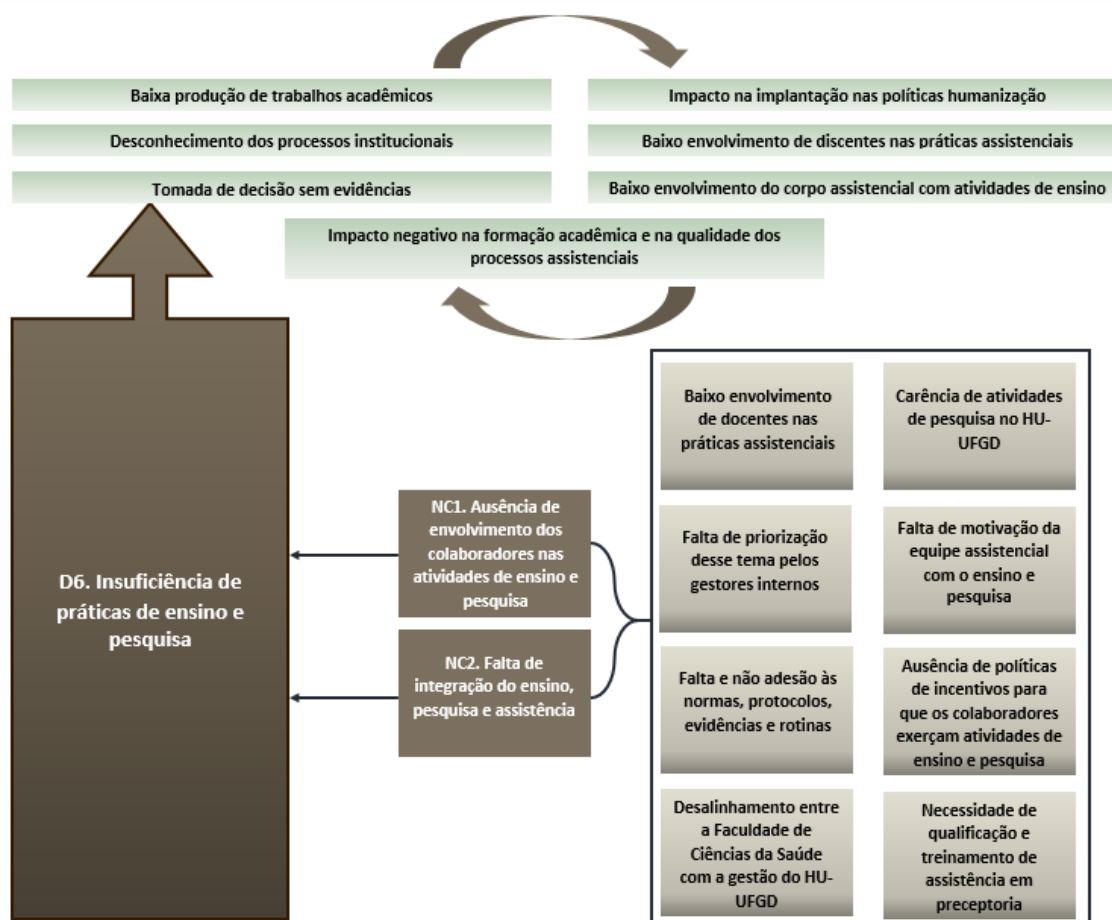 Baixa produção de trabalhos acadêmicos
Impacto na implantação nas políticas humanização
Desconhecimento dos processos institucionais
Baixo envolvimento de discentes nas práticas assistenciais
Tomada de decisão sem evidências
Baixo envolvimento do corpo assistencial com atividades de ensino
Impacto negativo na formação acadêmica e na qualidade dos
processos assistenciais
D6. Insuficiência de
práticas de ensino e
pesquisa
NC1. Ausência de
envolvimento dos
colaboradores nas
atividades de ensino e
pesquisa
NC2. Falta de
integração do ensino,
pesquisa e assistência
Baixo envolvimento
de docentes nas
práticas assistenciais
Carência de atividades
de pesquisa no HU-
UFGD
Falta de priorização
desse tema pelos
gestores internos
Falta de motivação da
equipe assistencial
com o ensino e
pesquisa
Falta e não adesão às
normas, protocolos,
evidências e rotinas
Ausência de políticas
de incentivos para
que os colaboradores
exerçam atividades de
ensino e pesquisa
Desalinhamento entre
a Faculdade de
Ciências da Saúde
com a gestão do HU-
UFGD
Necessidade de
qualificação e
treinamento de
assistência em
preceptoria